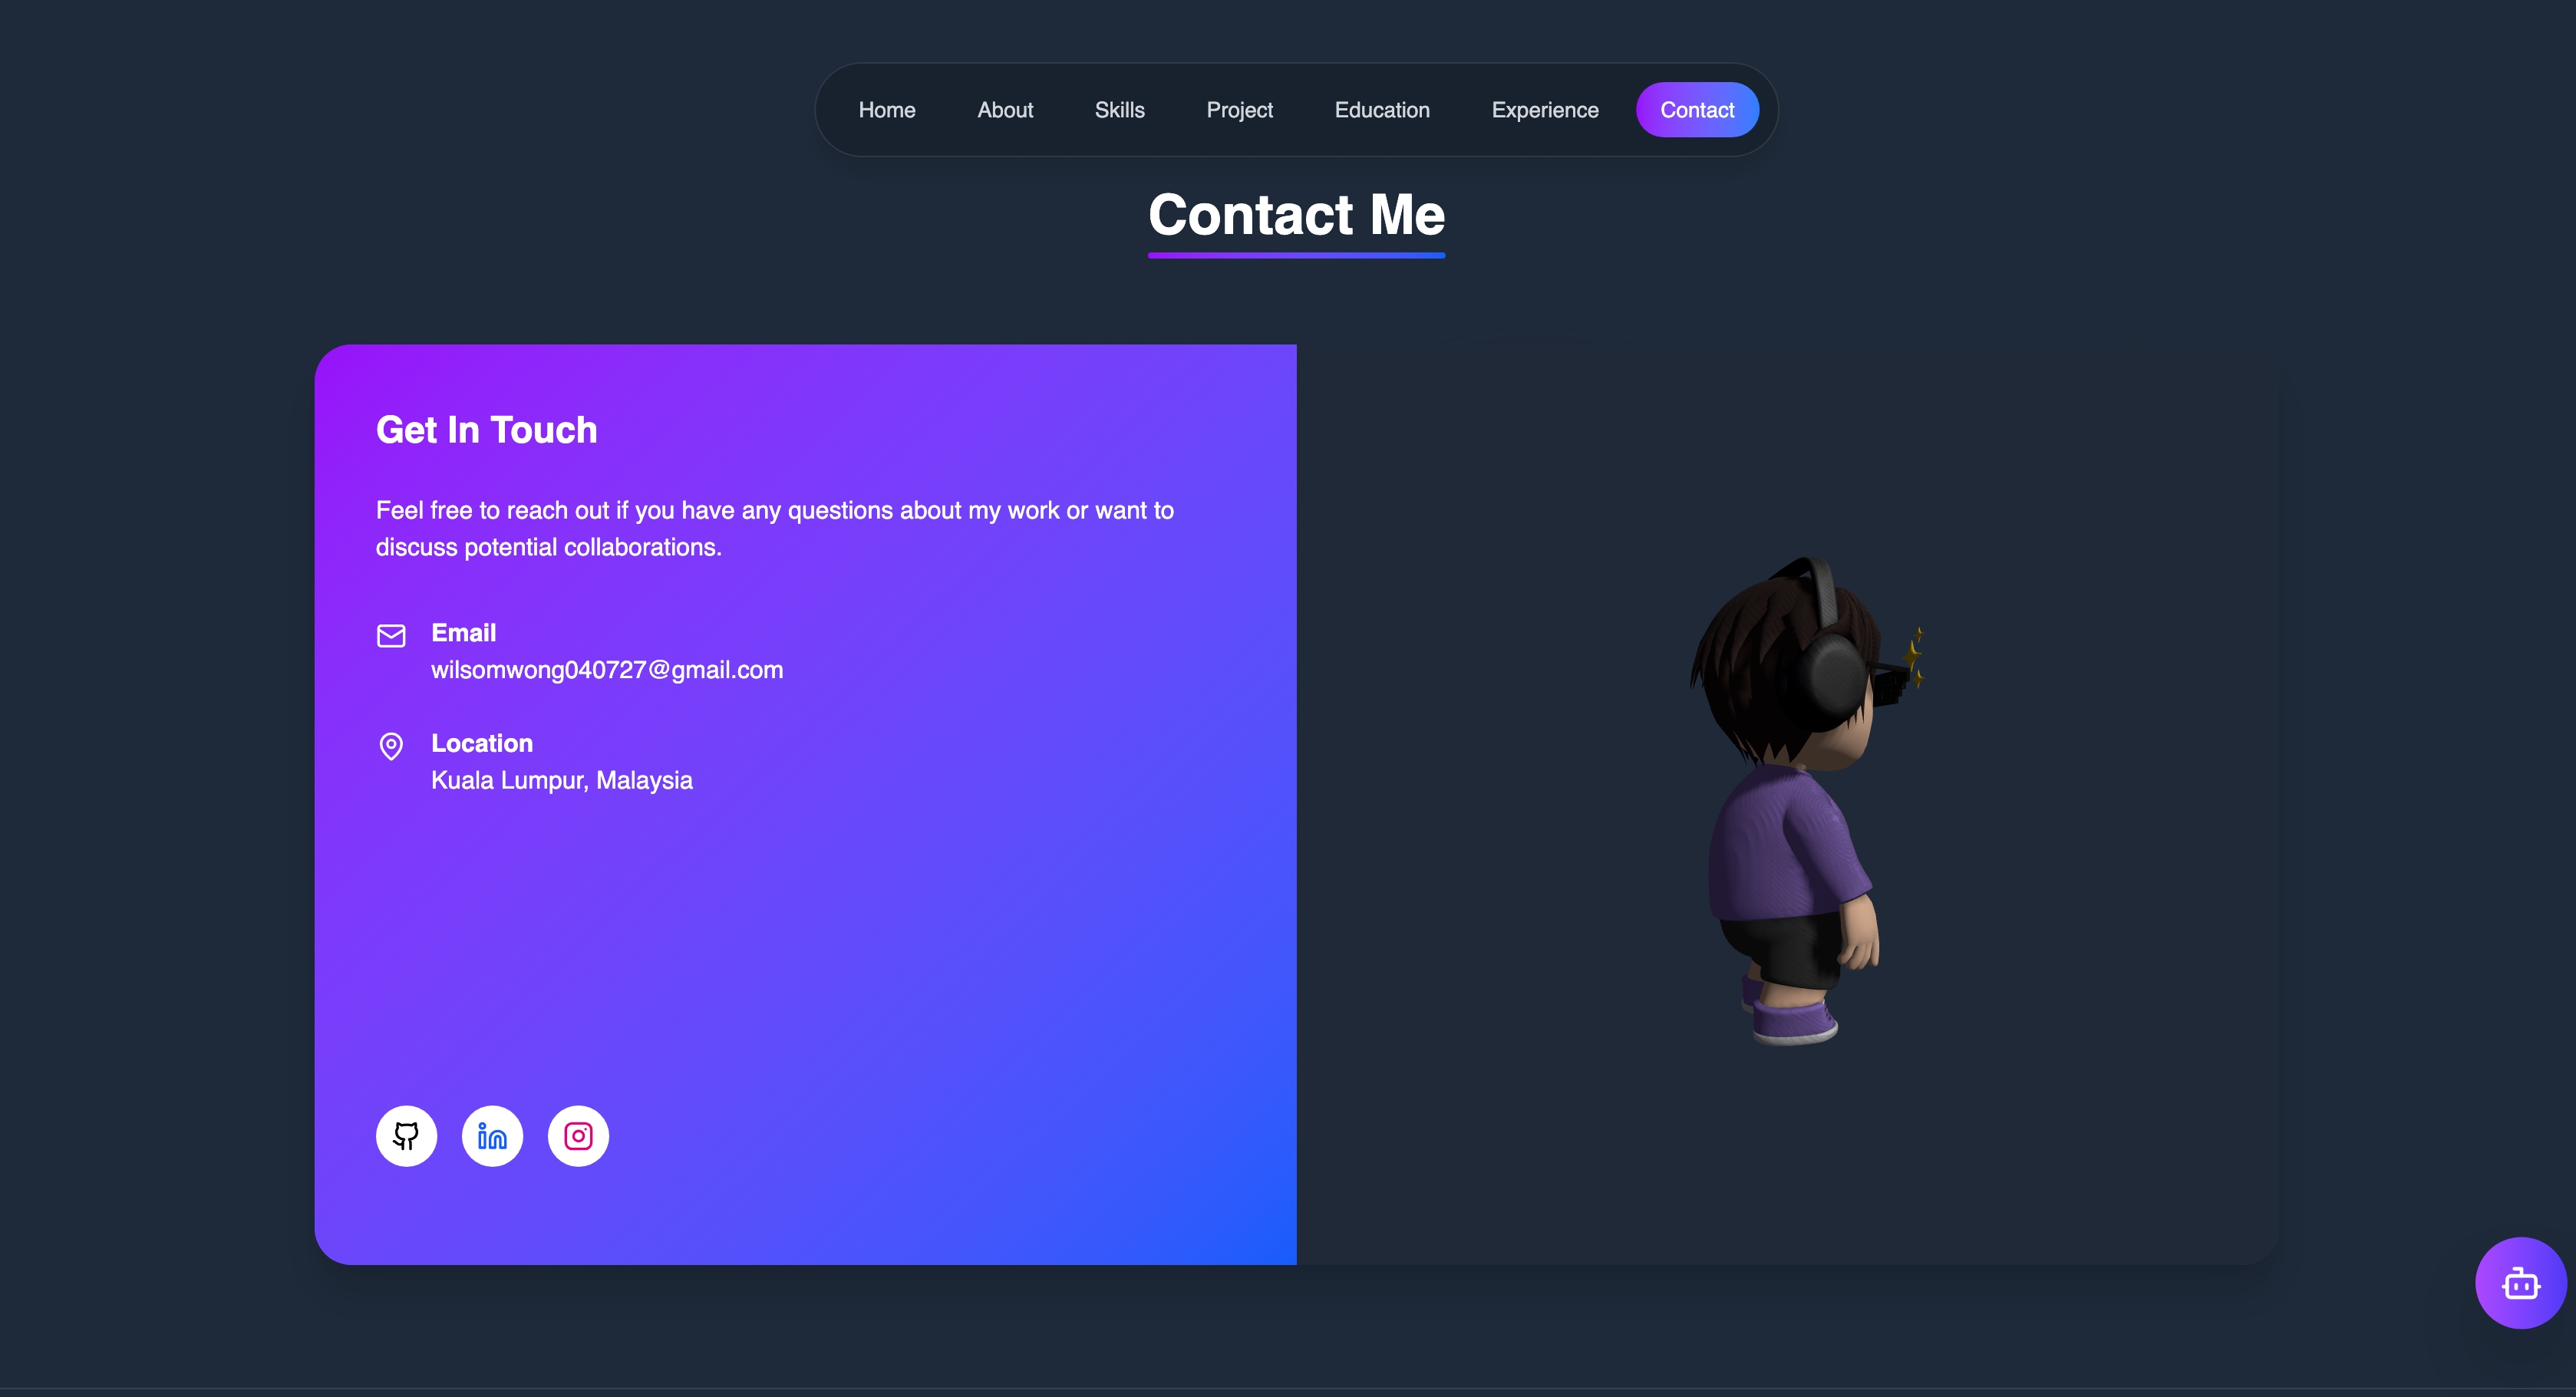 Home About Skills Project Education Experience Contact
Contact Me
Get In Touch
Feel free to reach out if you have any questions about my work or want to
discuss potential collaborations.
Email
wilsomwong040727@gmail.com
Location
Kuala Lumpur, Malaysia
in